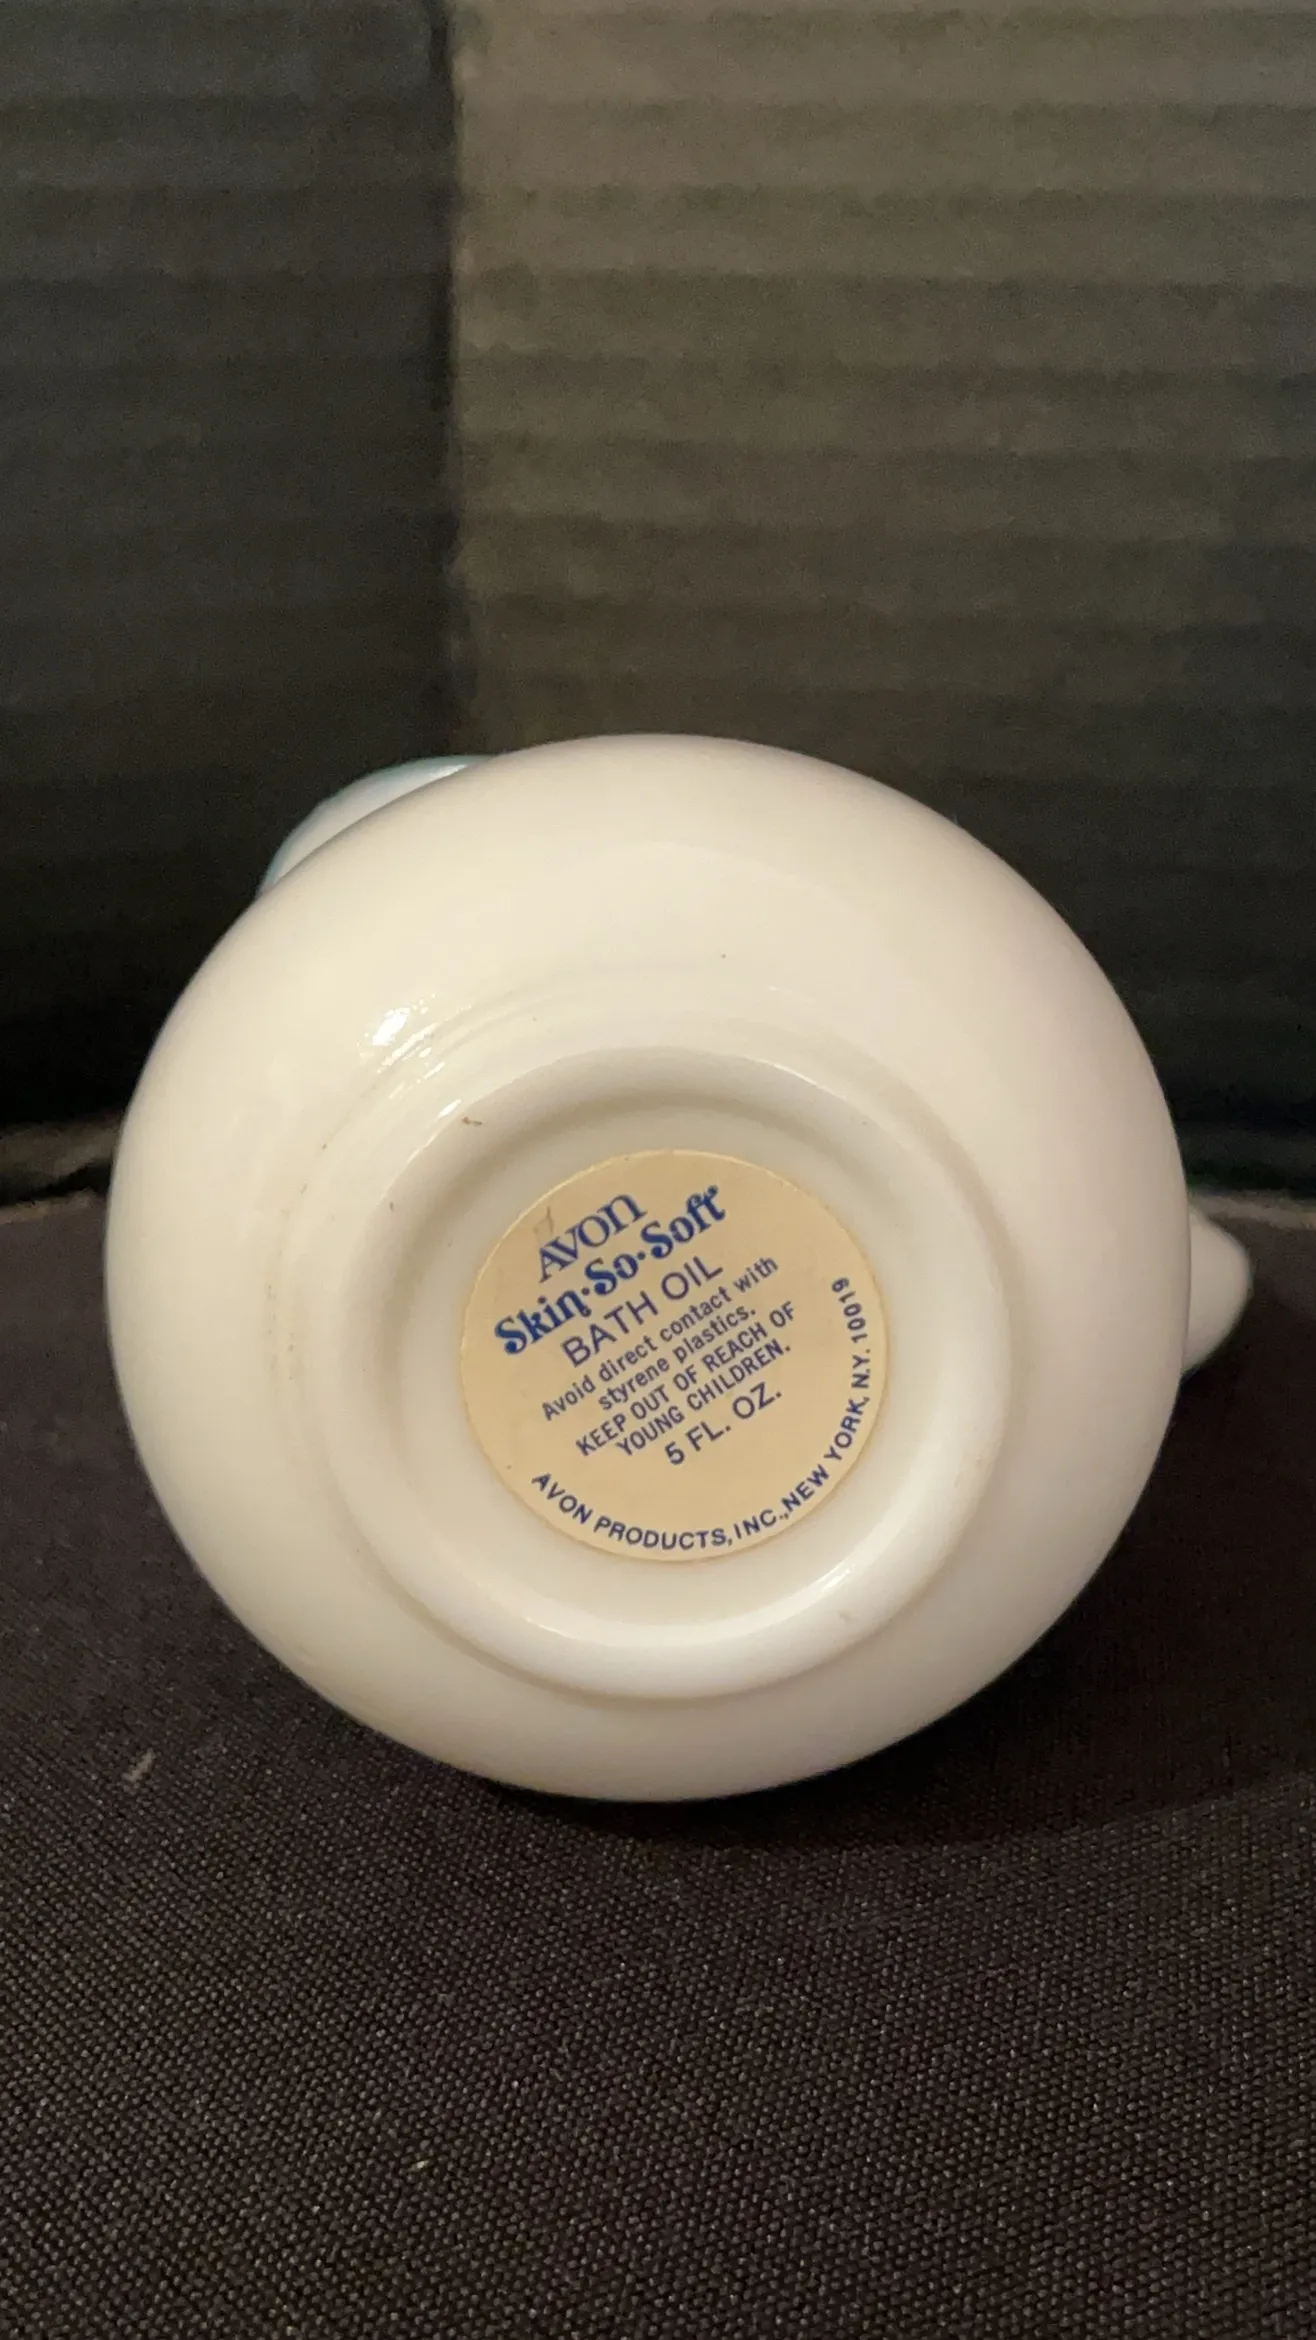 AVON
Skin·So·Soft
BATH OIL
Avoid direct contact with
styrene plastics.
KEEP OUT OF REACH OF
YOUNG CHILDREN.
5 FL. OZ.
AVON PRODUCTS, INC., NEW YORK, N.Y. 10019